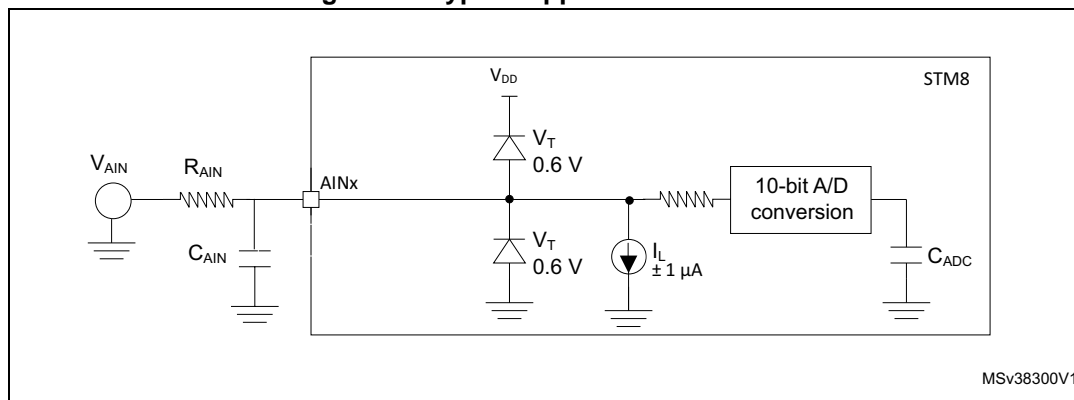 V_DD
STM8
V_T
0.6 V
V_AIN
R_AIN
AINx
10-bit A/D
conversion
C_AIN
V_T
0.6 V
I_L
± 1 µA
C_ADC
MSv38300V1